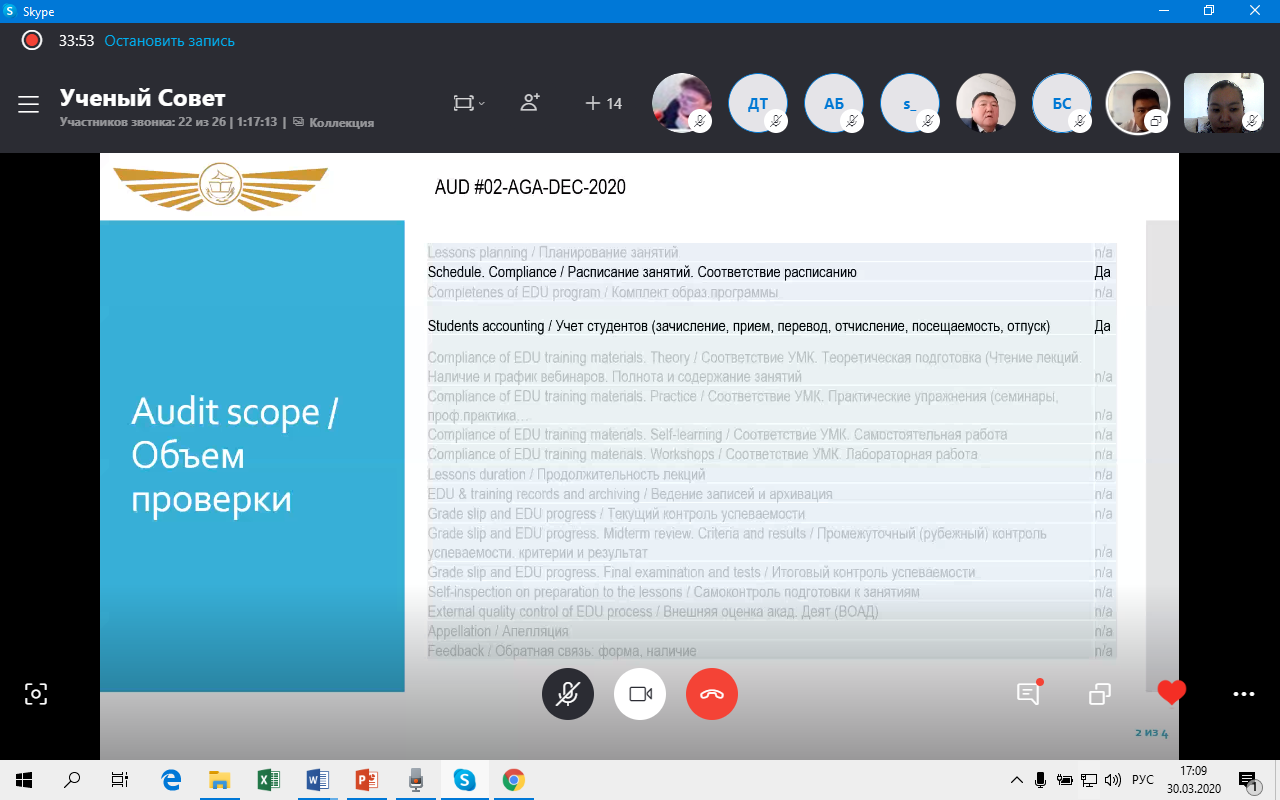 Skype
33:53 Остановить запись
Ученый Совет
Участников звонка: 22 из 26 | 1:17:13 | Коллекция
+ 14
ДТ
АБ
s_
БС
AUD #02-AGA-DEC-2020
Audit scope /
Объем
проверки
Lessons planning / Планирование занятий n/a
Schedule. Compliance / Расписание занятий. Соответствие расписанию Да
Completenes of EDU program / Комплект образ.программы n/a
Students accounting / Учет студентов (зачисление, прием, перевод, отчисление, посещаемость, отпуск) Да
Compliance of EDU training materials. Theory / Соответствие УМК. Теоретическая подготовка (Чтение лекций.
Наличие и график вебинаров. Полнота и содержание занятий n/a
Compliance of EDU training materials. Practice / Соответствие УМК. Практические упражнения (семинары,
проф.практика... n/a
Compliance of EDU training materials. Self-learning / Соответствие УМК. Самостоятельная работа n/a
Compliance of EDU training materials. Workshops / Соответствие УМК. Лабораторная работа n/a
Lessons duration / Продолжительность лекций n/a
EDU & training records and archiving / Ведение записей и архивация n/a
Grade slip and EDU progress / Текущий контроль успеваемости n/a
Grade slip and EDU progress. Midterm review. Criteria and results / Промежуточный (рубежный) контроль
успеваемости. критерии и результат n/a
Grade slip and EDU progress. Final examination and tests / Итоговый контроль успеваемости n/a
Self-inspection on preparation to the lessons / Самоконтроль подготовки к занятиям n/a
External quality control of EDU process / Внешняя оценка акад. Деят (ВОАД) n/a
Appellation / Апелляция n/a
Feedback / Обратная связь: форма, наличие n/a
2 из 4
РУС
17:09
30.03.2020
1